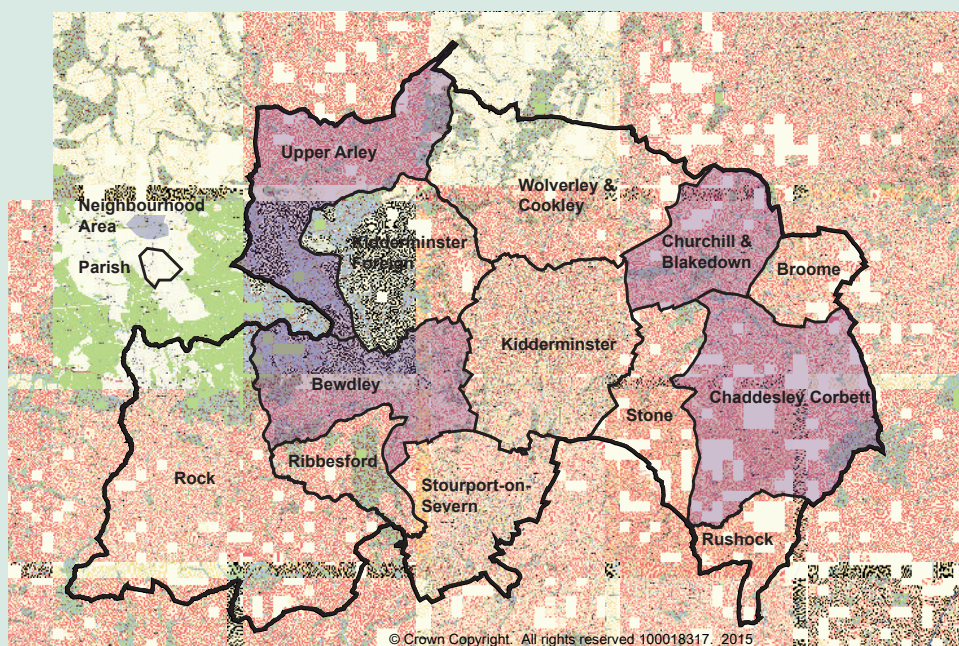 Upper Arley
Wolverley &
Cookley
Neighbourhood
Area
Parish
Kidderminster
Foreign
Churchill &
Blakedown
Broome
Kidderminster
Bewdley
Chaddesley Corbett
Stone
Ribbesford
Rock
Stourport-on-
Severn
Rushock
© Crown Copyright. All rights reserved 100018317. 2015